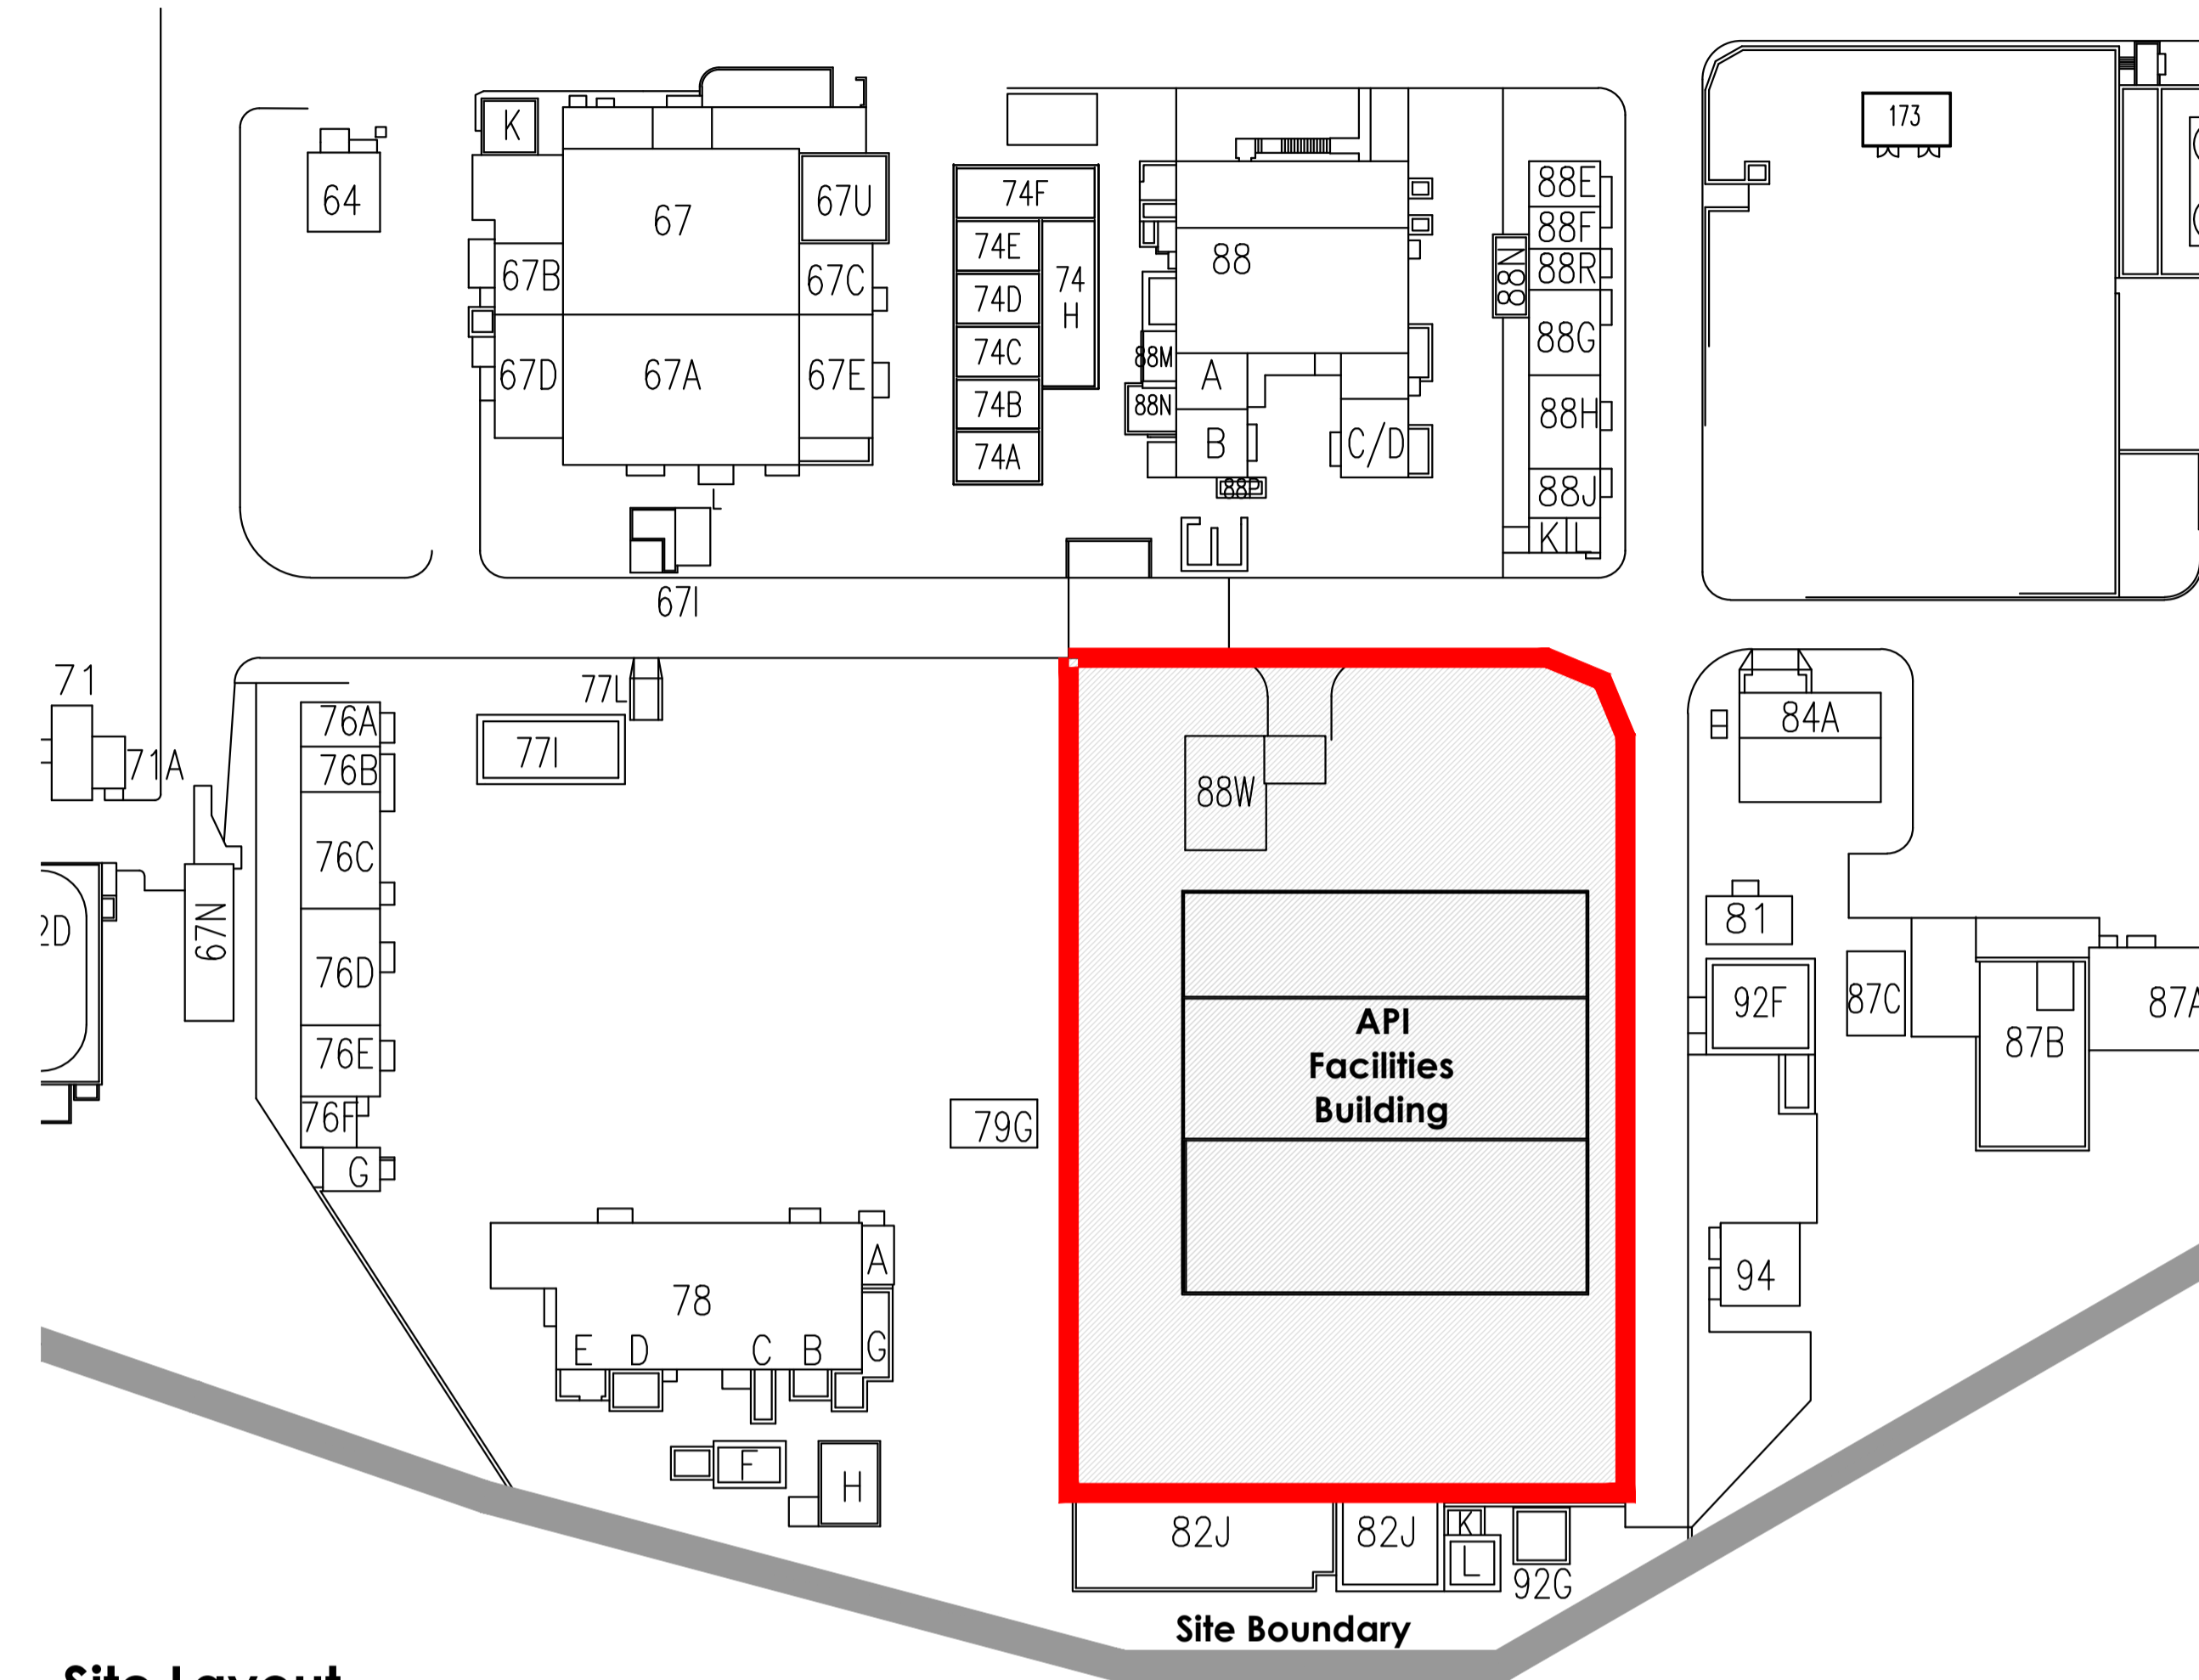 173
K
64
67
67U
67B
67C
67D
67A
67E
L
67I
74F
74E
74D
74
H
74C
74B
74A
88
88M
88N
A
B
C/D
88P
88E
88F
88R
88N
88G
88H
88J
K L
71
71A
77L
77I
76A
76B
76C
76D
76E
76F
G
67N
2D
88W
84A
81
92F
87C
87B
87A
94
API
Facilities
Building
79G
78
A
E D C B G
F
H
82J
82J
K
L
92G
Site Boundary
Site Layout